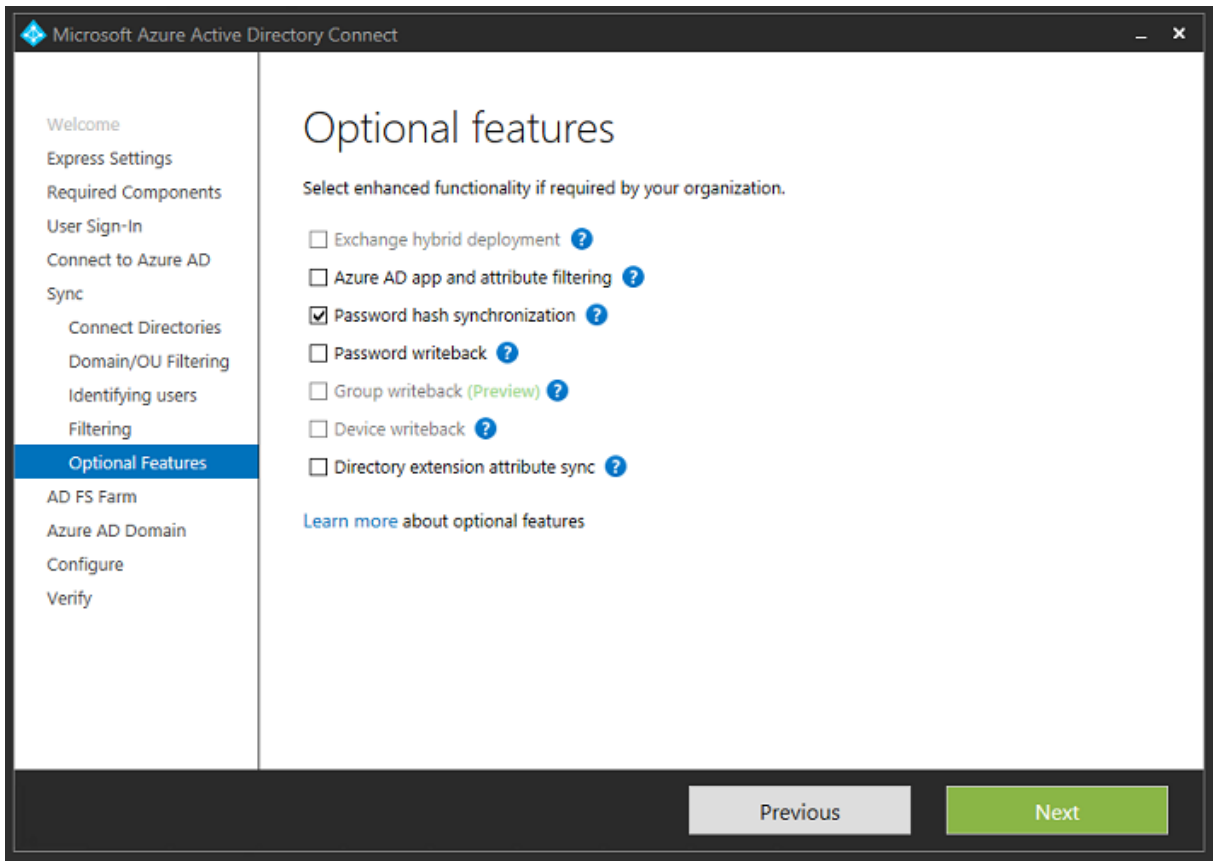 Microsoft Azure Active Directory Connect
Welcome
Express Settings
Required Components
User Sign-In
Connect to Azure AD
Sync
Connect Directories
Domain/OU Filtering
Identifying users
Filtering
Optional Features
AD FS Farm
Azure AD Domain
Configure
Verify
Optional features
Select enhanced functionality if required by your organization.
Exchange hybrid deployment ?
Azure AD app and attribute filtering ?
Password hash synchronization ?
Password writeback ?
Group writeback (Preview) ?
Device writeback ?
Directory extension attribute sync ?
Learn more about optional features
Previous
Next